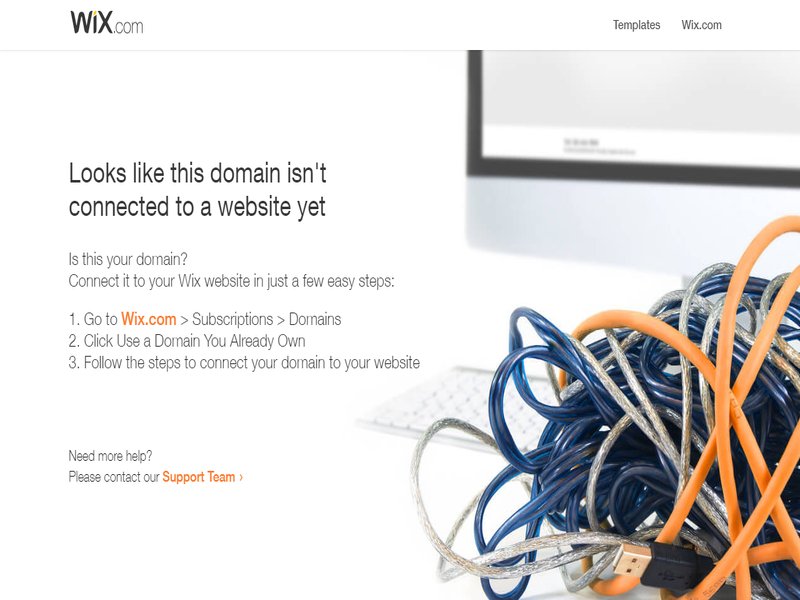 WiX.com
Templates
Wix.com
Looks like this domain isn't
connected to a website yet
Is this your domain?
Connect it to your Wix website in just a few easy steps:
1. Go to Wix.com > Subscriptions > Domains
2. Click Use a Domain You Already Own
3. Follow the steps to connect your domain to your website
Need more help?
Please contact our Support Team ›